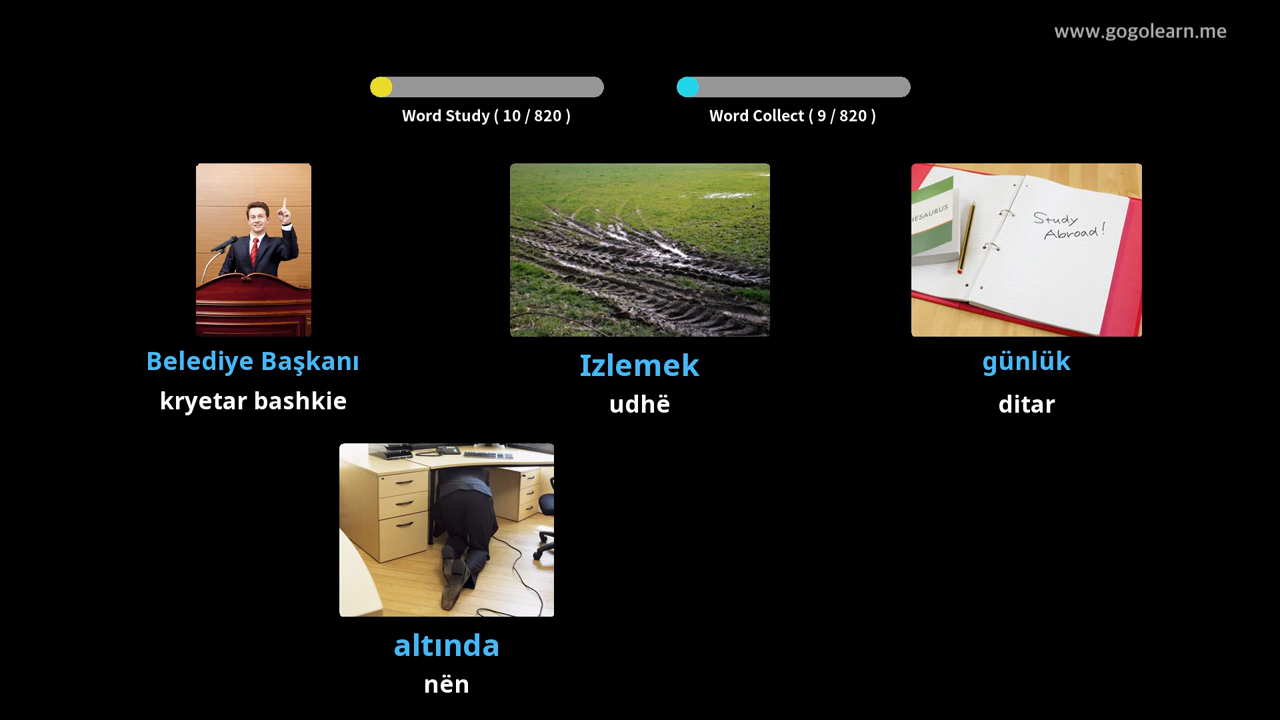 www.gogolearn.me
Word Study ( 10 / 820 )
Word Collect ( 9 / 820 )
ESAURUS
Study
Abroad!
Belediye Başkanı
kryetar bashkie
Izlemek
udhë
günlük
ditar
altında
nën